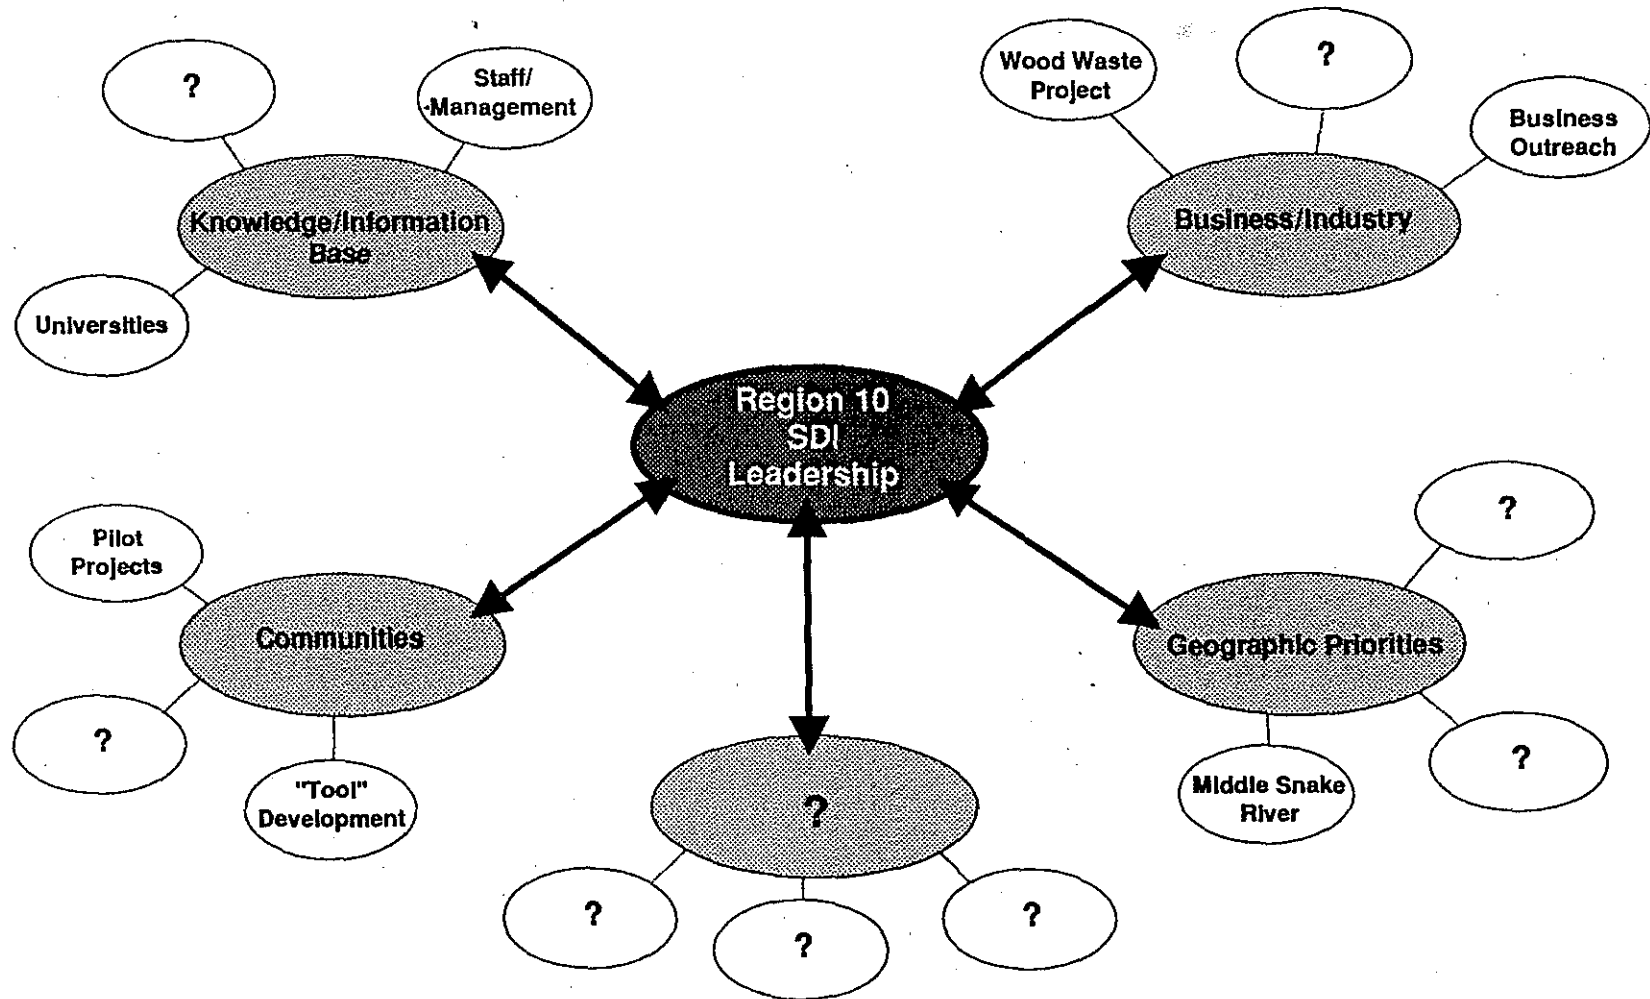 ?
Staff/
Management
Knowledge/Information
Base
Universities
Wood Waste
Project
?
Business
Outreach
Business/Industry
Region 10
SDI
Leadership
Pilot
Projects
Communities
?
"Tool"
Development
?
Geographic Priorities
Middle Snake
River
?
?
?
?
?